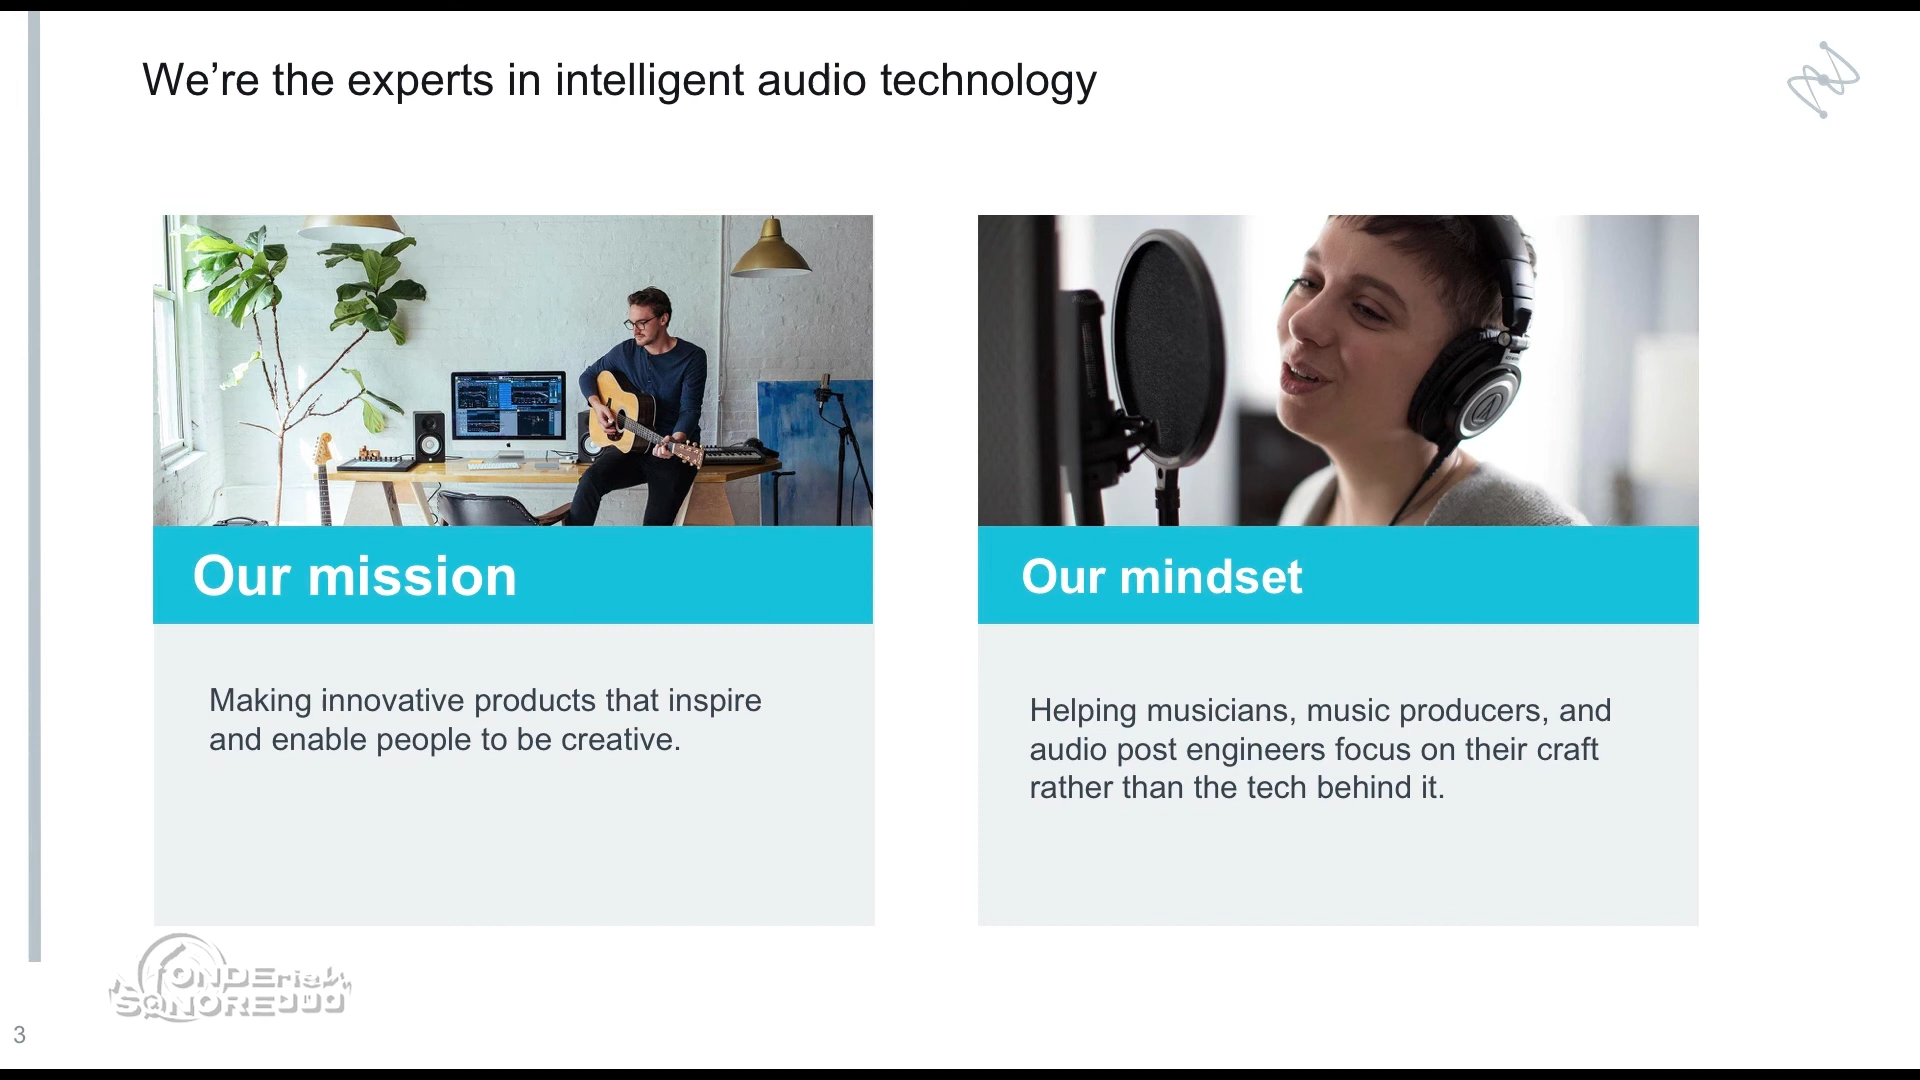 We’re the experts in intelligent audio technology
Our mission
Making innovative products that inspire
and enable people to be creative.
Our mindset
Helping musicians, music producers, and
audio post engineers focus on their craft
rather than the tech behind it.
3